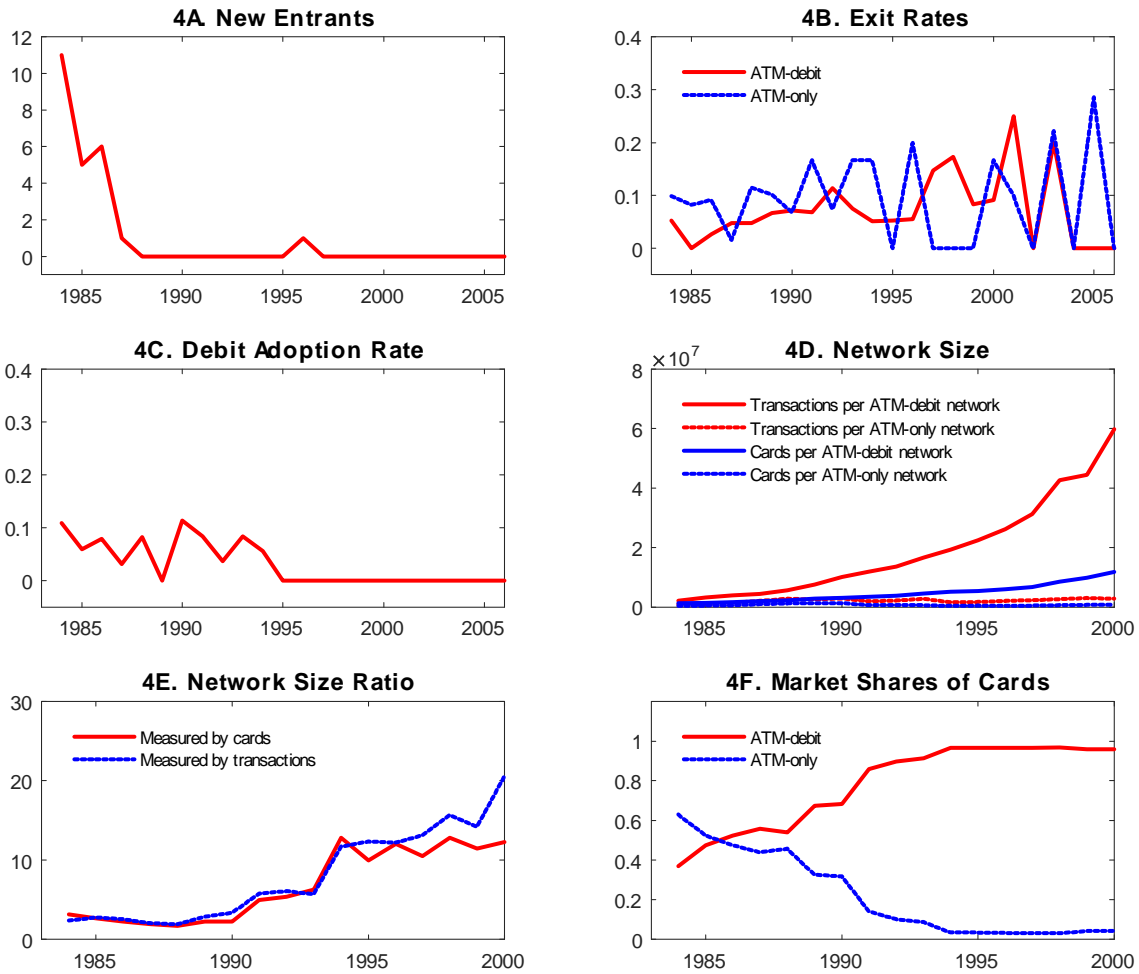 4A. New Entrants
12
10
8
6
4
2
0
1985 1990 1995 2000 2005
4B. Exit Rates
0.4
0.3
0.2
0.1
0
ATM-debit
ATM-only
1985 1990 1995 2000 2005
4C. Debit Adoption Rate
0.4
0.3
0.2
0.1
0
1985 1990 1995 2000 2005
4D. Network Size
×10^7
8
6
4
2
0
Transactions per ATM-debit network
Transactions per ATM-only network
Cards per ATM-debit network
Cards per ATM-only network
1985 1990 1995 2000
4E. Network Size Ratio
30
20
10
0
Measured by cards
Measured by transactions
1985 1990 1995 2000
4F. Market Shares of Cards
1
0.8
0.6
0.4
0.2
0
ATM-debit
ATM-only
1985 1990 1995 2000